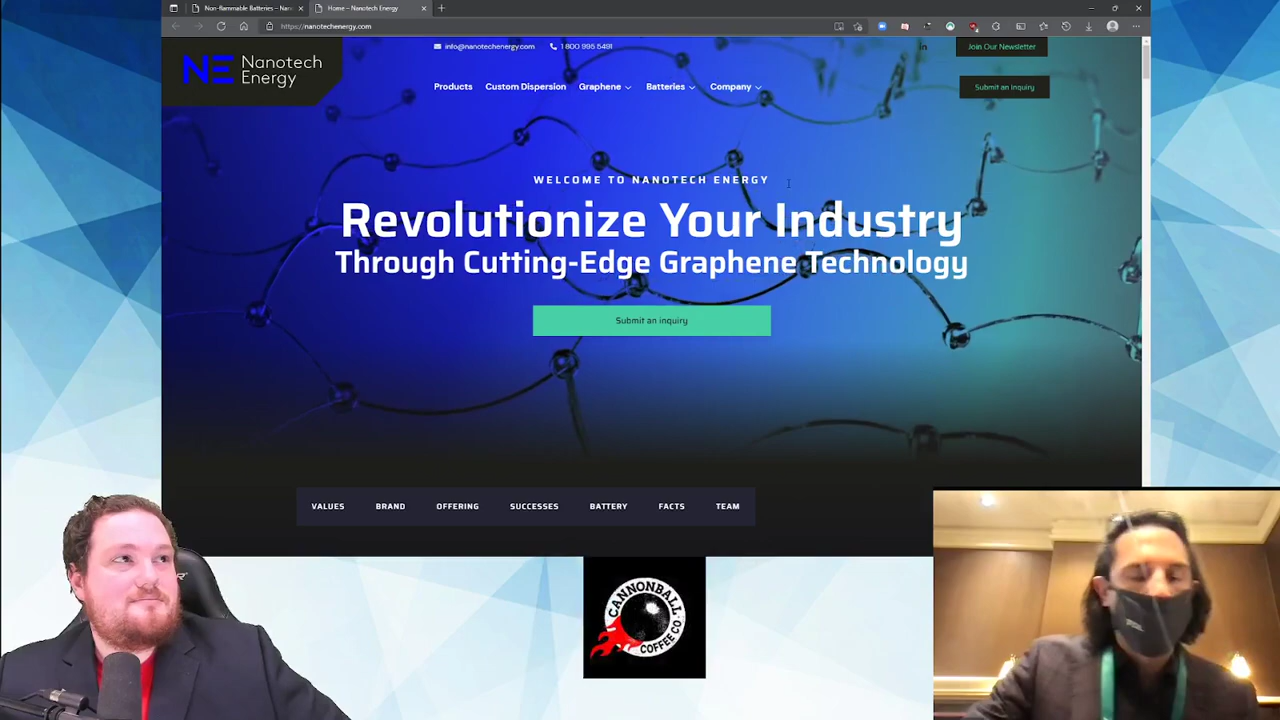 Non-flammable Batteries – Nan
Home – Nanotech Energy
https://nanotechenergy.com
NE Nanotech
Energy
info@nanotechenergy.com
1 800 995 5491
in
Join Our Newsletter
Products
Custom Dispersion
Graphene
Batteries
Company
Submit an Inquiry
WELCOME TO NANOTECH ENERGY
Revolutionize Your Industry
Through Cutting-Edge Graphene Technology
Submit an inquiry
VALUES
BRAND
OFFERING
SUCCESSES
BATTERY
FACTS
TEAM
CANNONBALL
COFFEE CO.